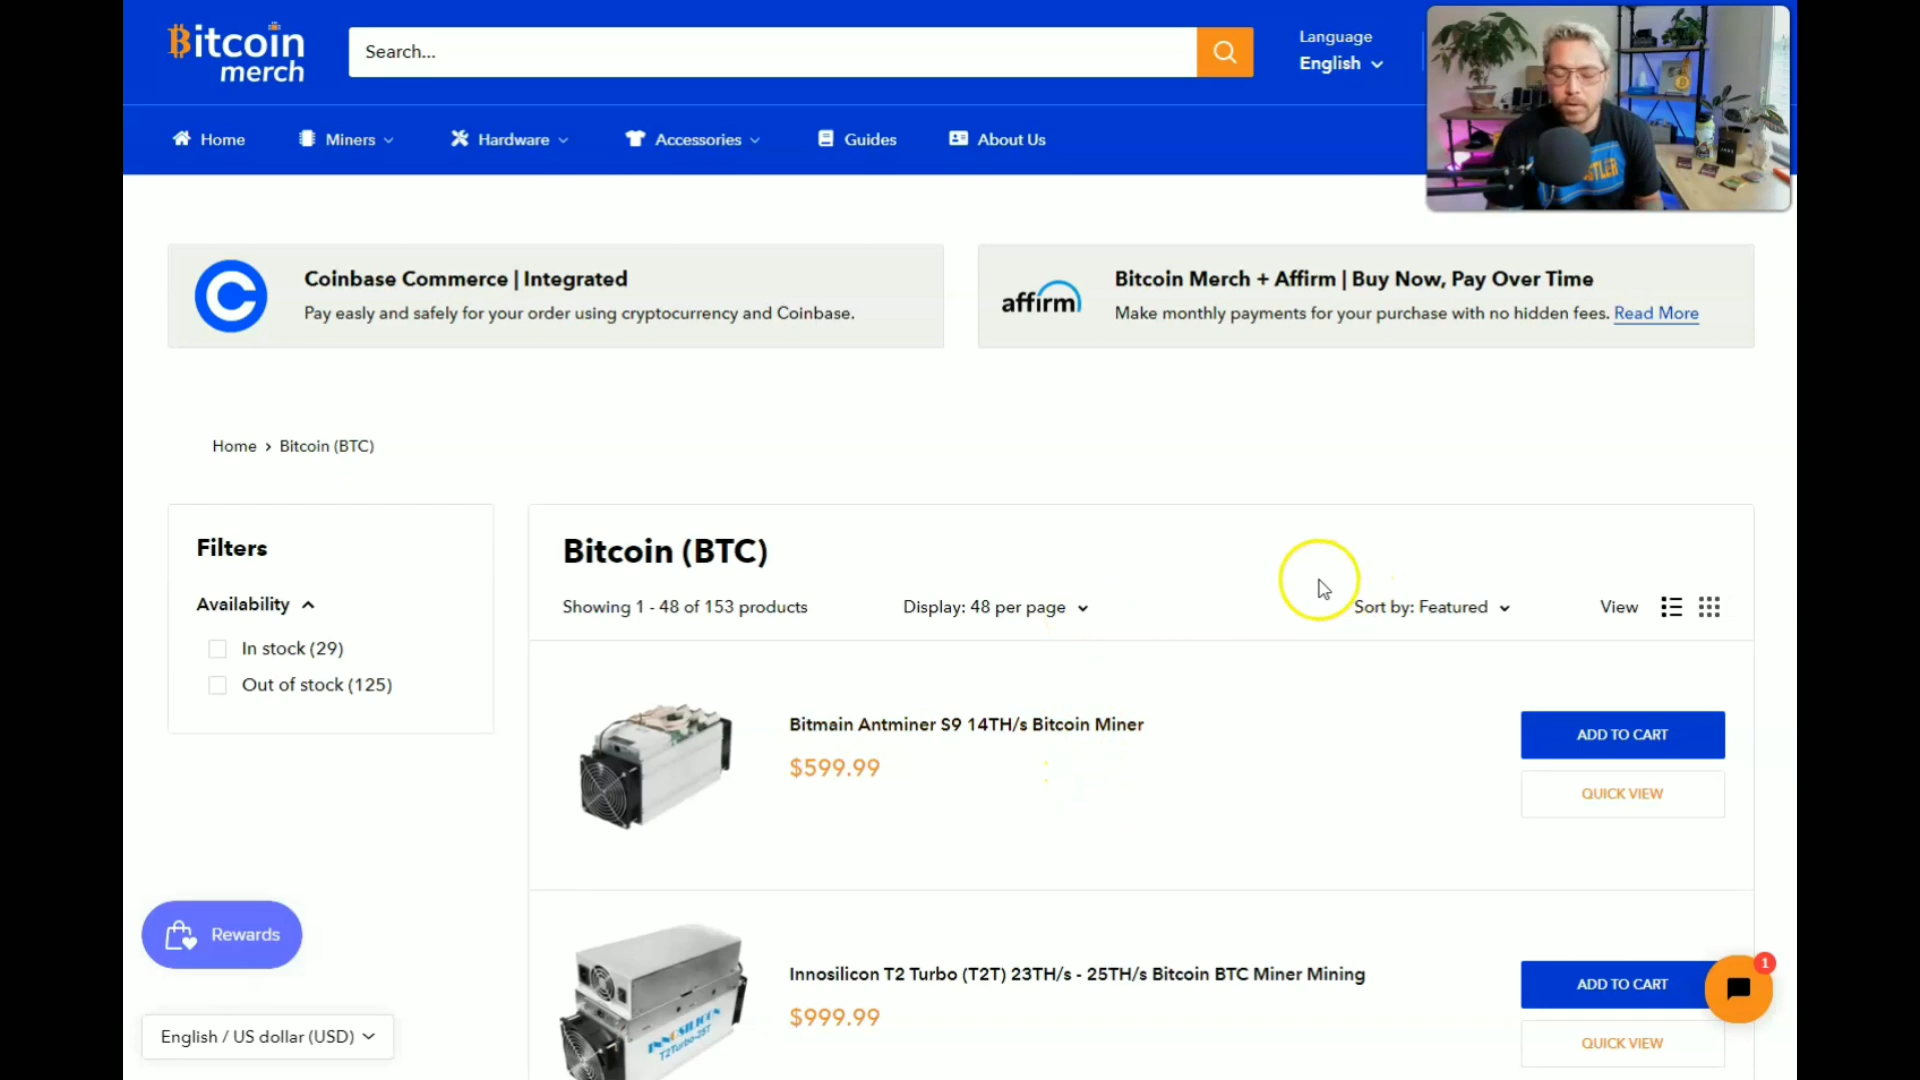 Bitcoin
merch
Search...
Language
English
Home
Miners
Hardware
Accessories
Guides
About Us
Coinbase Commerce | Integrated
Pay easly and safely for your order using cryptocurrency and Coinbase.
affirm
Bitcoin Merch + Affirm | Buy Now, Pay Over Time
Make monthly payments for your purchase with no hidden fees. Read More
Home › Bitcoin (BTC)
Filters
Availability
In stock (29)
Out of stock (125)
Bitcoin (BTC)
Showing 1 - 48 of 153 products
Display: 48 per page
Sort by: Featured
View
Bitmain Antminer S9 14TH/s Bitcoin Miner
$599.99
ADD TO CART
QUICK VIEW
INNOSILICON
T2Turbo-25T
Innosilicon T2 Turbo (T2T) 23TH/s - 25TH/s Bitcoin BTC Miner Mining
$999.99
ADD TO CART
QUICK VIEW
1
Rewards
English / US dollar (USD)